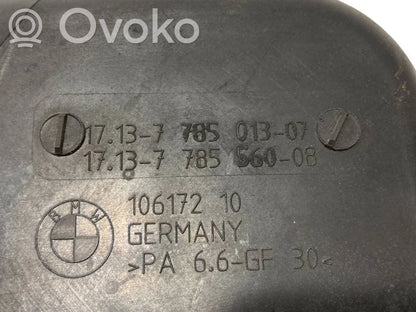 Ovoko
17.13-7 785 013-07
17.13-7 785 560-08
BMW
106172 10
GERMANY
>PA 6.6-GF 30<